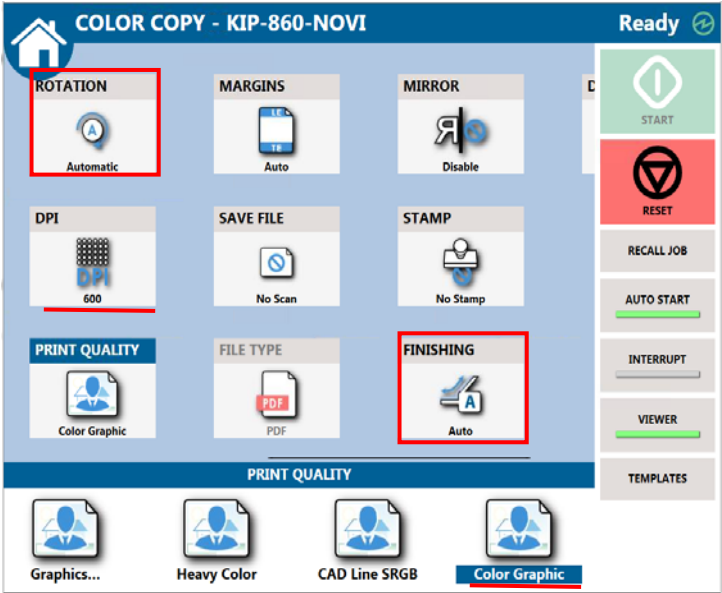 COLOR COPY - KIP-860-NOVI
Ready
ROTATION
A
Automatic
MARGINS
LE
TE
Auto
MIRROR
R
Disable
D
START
RESET
DPI
DPI
600
SAVE FILE
No Scan
STAMP
No Stamp
RECALL JOB
AUTO START
PRINT QUALITY
Color Graphic
FILE TYPE
PDF
PDF
FINISHING
A
Auto
INTERRUPT
VIEWER
TEMPLATES
PRINT QUALITY
Graphics...
Heavy Color
CAD Line SRGB
Color Graphic